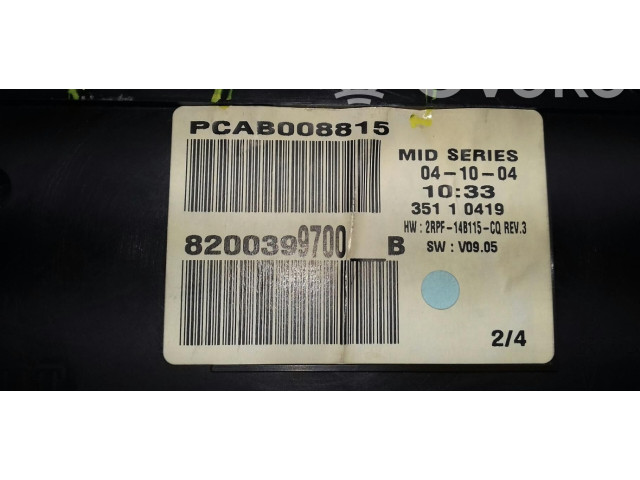 PCAB008815
MID SERIES
04-10-04
10:33
351 1 0419
HW : 2RPF-14B115-CQ REV.3
8200399700___B
SW : V09.05
2/4